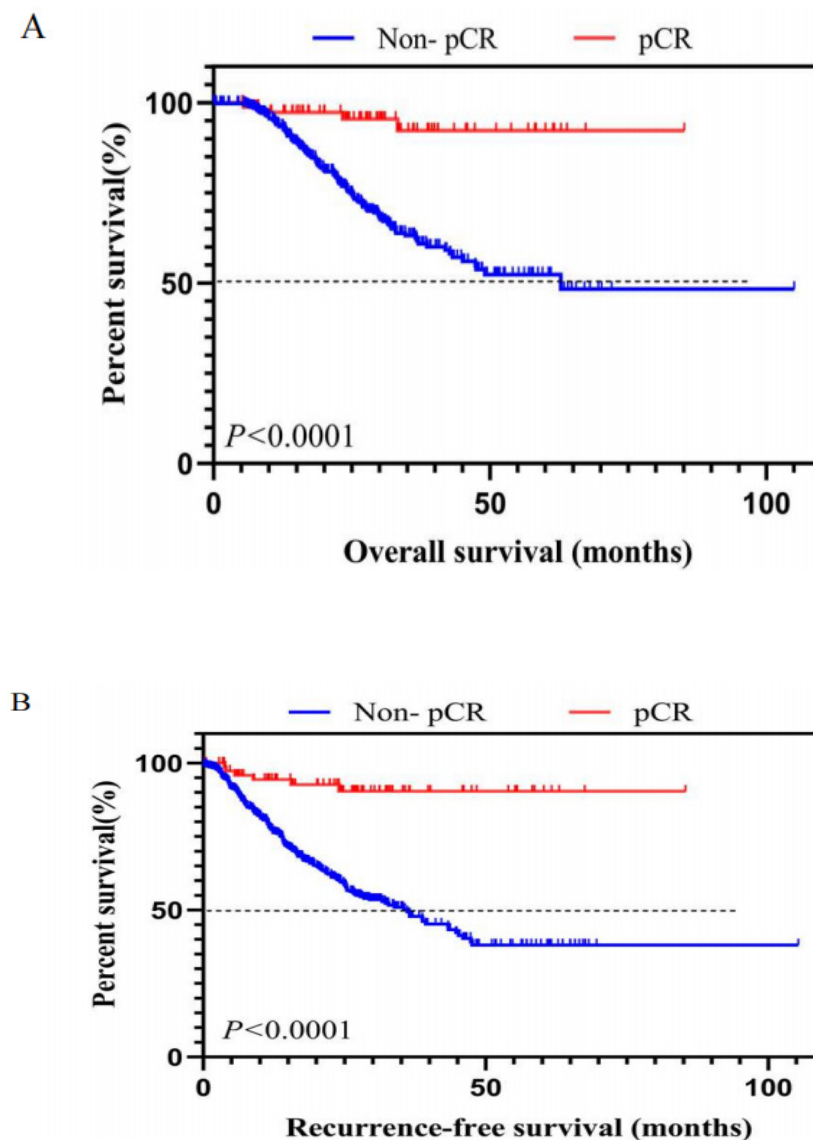 A
Non- pCR pCR
100
50
0
Percent survival(%)
P<0.0001
0 50 100
Overall survival (months)
B
Non- pCR pCR
100
50
0
Percent survival(%)
P<0.0001
0 50 100
Recurrence-free survival (months)